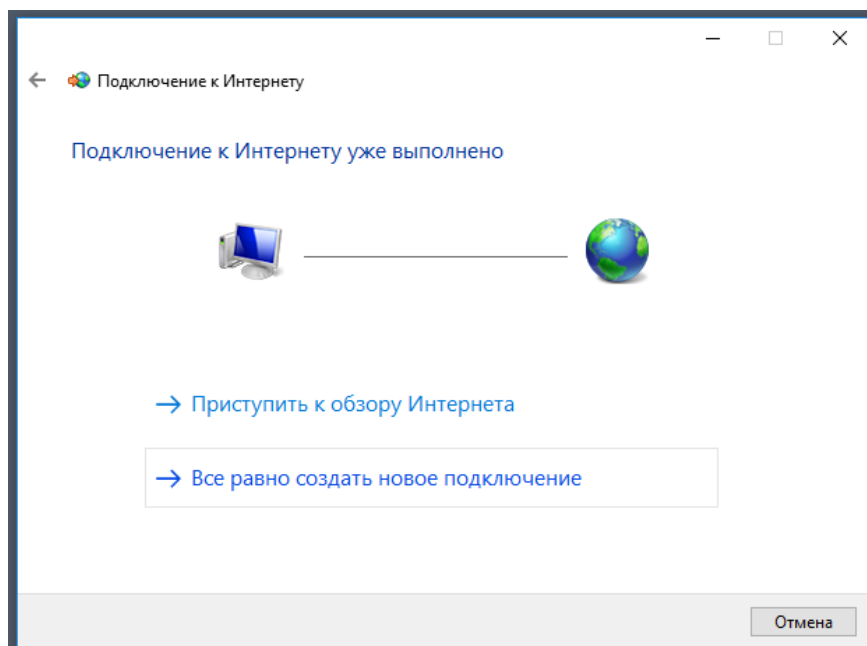 Подключение к Интернету
Подключение к Интернету уже выполнено
Приступить к обзору Интернета
Все равно создать новое подключение
Отмена